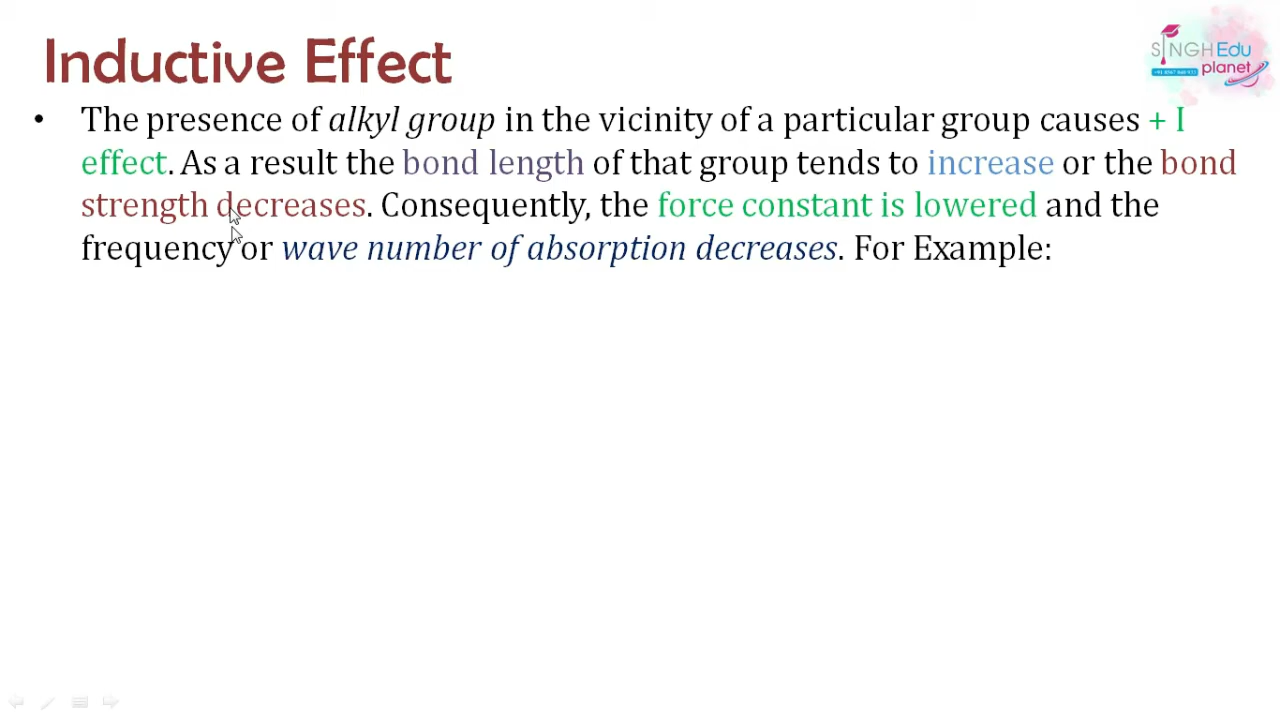 Inductive Effect
SINGH Edu
planet
• The presence of alkyl group in the vicinity of a particular group causes + I
effect. As a result the bond length of that group tends to increase or the bond
strength decreases. Consequently, the force constant is lowered and the
frequency or wave number of absorption decreases. For Example: